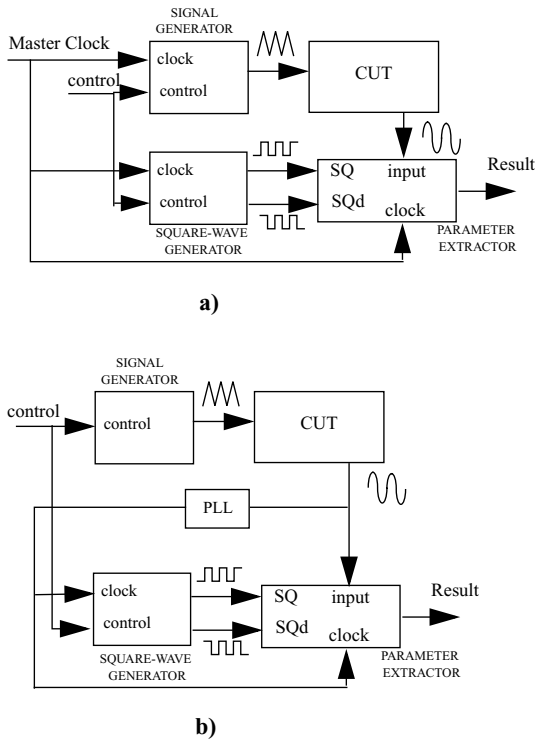 SIGNAL
GENERATOR
Master Clock
clock
control
control
CUT
clock
control
SQ
input
SQd
clock
Result
SQUARE-WAVE
GENERATOR
PARAMETER
EXTRACTOR
a)
SIGNAL
GENERATOR
control
control
CUT
PLL
clock
control
SQ
input
SQd
clock
Result
SQUARE-WAVE
GENERATOR
PARAMETER
EXTRACTOR
b)